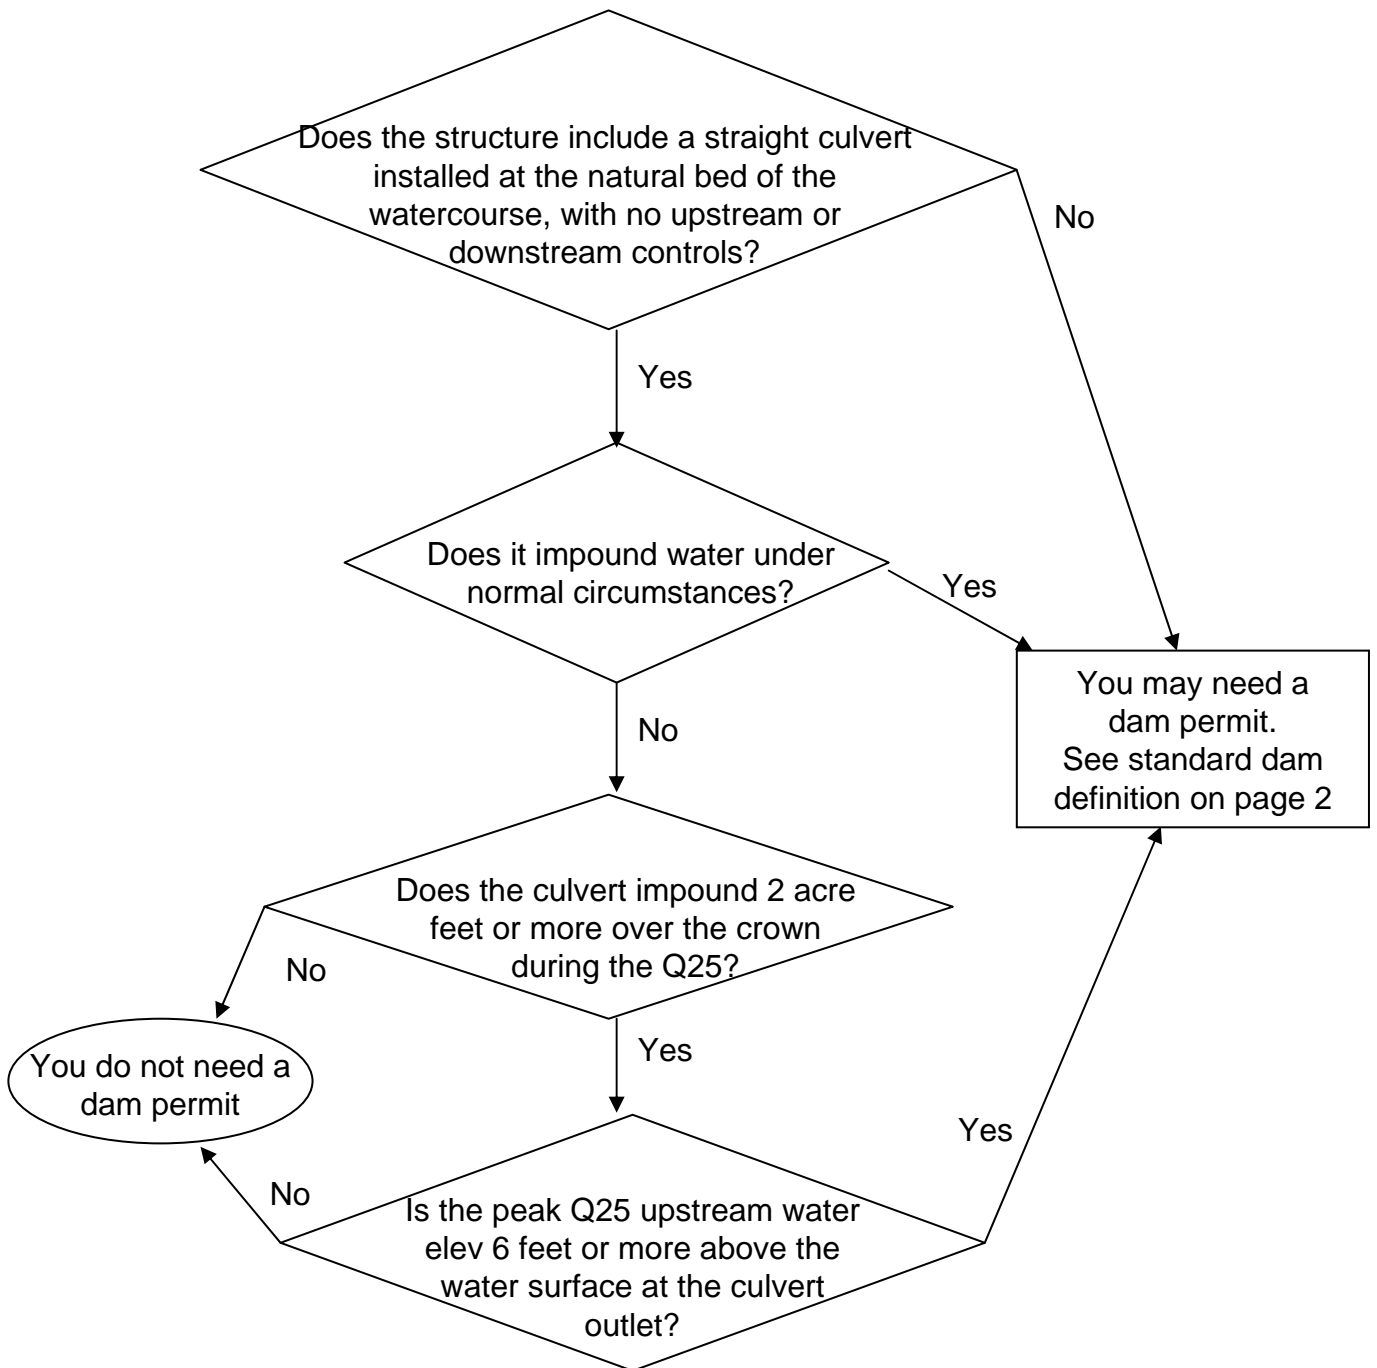 Does the structure include a straight culvert
installed at the natural bed of the
watercourse, with no upstream or
downstream controls?
No
Yes
Does it impound water under
normal circumstances?
Yes
No
You may need a
dam permit.
See standard dam
definition on page 2
Does the culvert impound 2 acre
feet or more over the crown
during the Q25?
No
Yes
You do not need a
dam permit
Yes
No
Is the peak Q25 upstream water
elev 6 feet or more above the
water surface at the culvert
outlet?